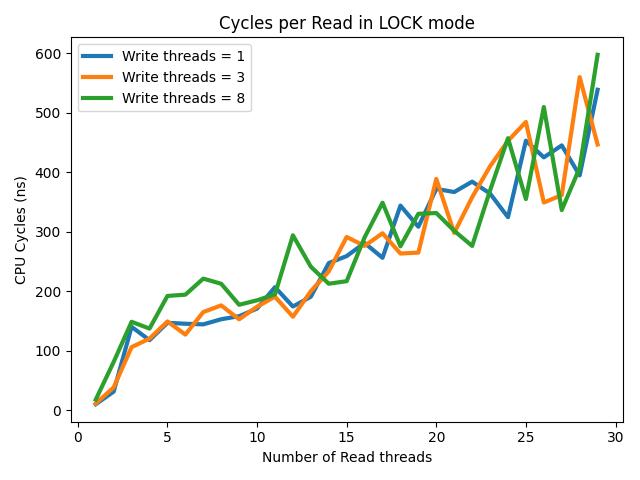 Cycles per Read in LOCK mode
Write threads = 1
Write threads = 3
Write threads = 8
CPU Cycles (ns)
600
500
400
300
200
100
0
0 5 10 15 20 25 30
Number of Read threads